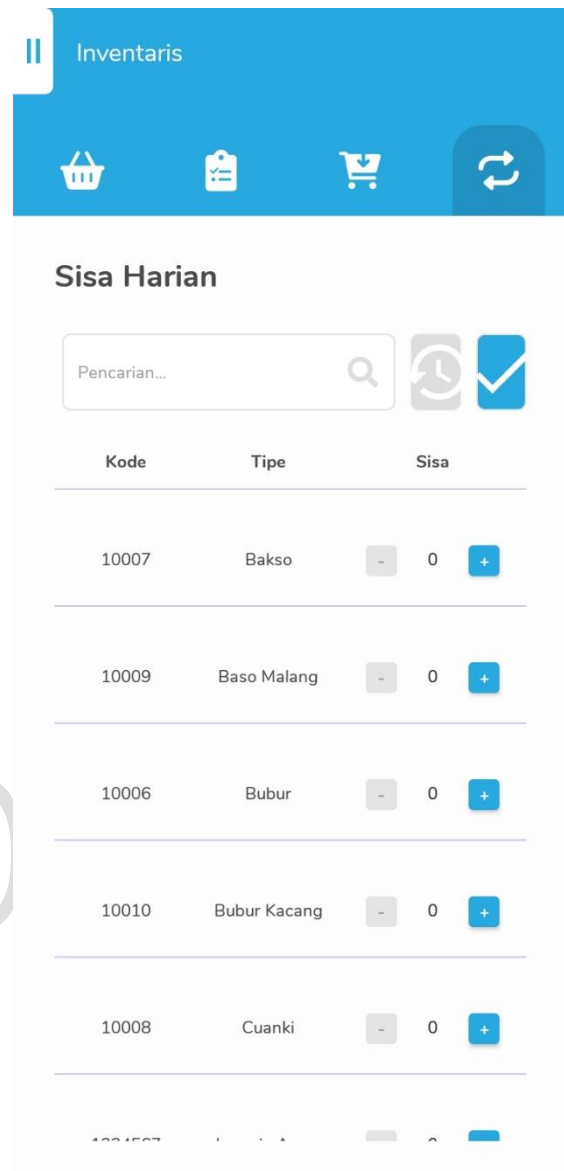 Inventaris
Sisa Harian
Pencarian...
Kode Tipe Sisa
10007 Bakso - 0 +
10009 Baso Malang - 0 +
10006 Bubur - 0 +
10010 Bubur Kacang - 0 +
10008 Cuanki - 0 +